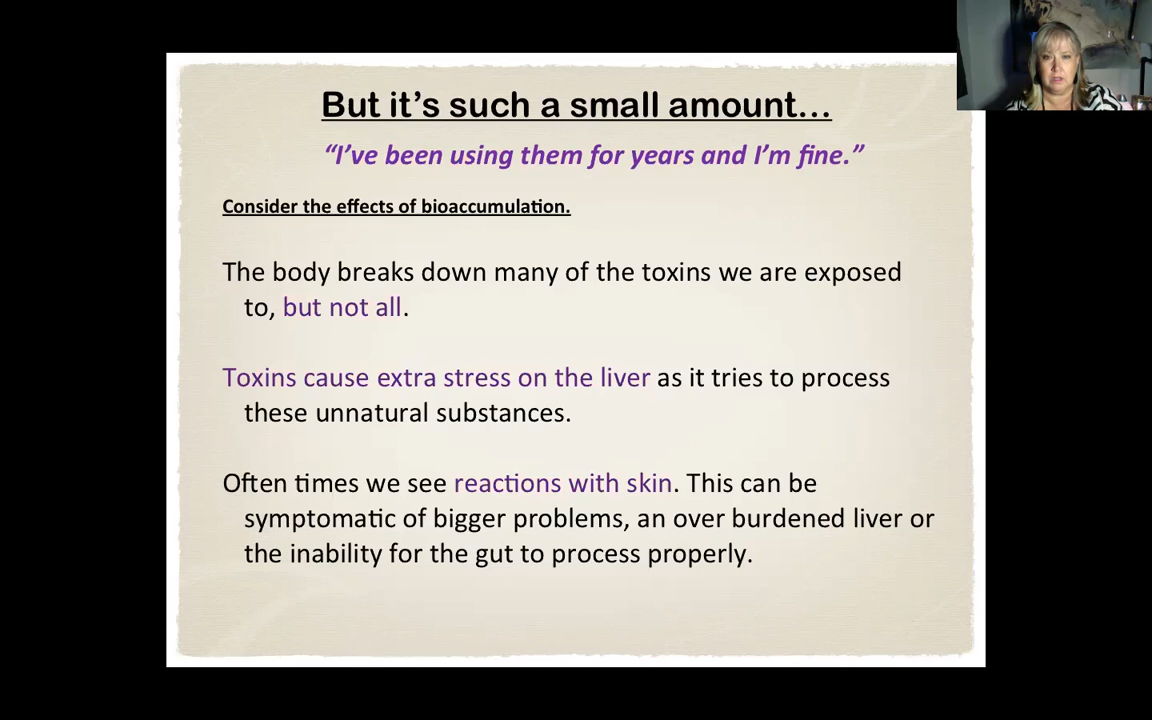 But it's such a small amount…
“I’ve been using them for years and I’m fine.”
Consider the effects of bioaccumulation.
The body breaks down many of the toxins we are exposed
to, but not all.
Toxins cause extra stress on the liver as it tries to process
these unnatural substances.
Often times we see reactions with skin. This can be
symptomatic of bigger problems, an over burdened liver or
the inability for the gut to process properly.